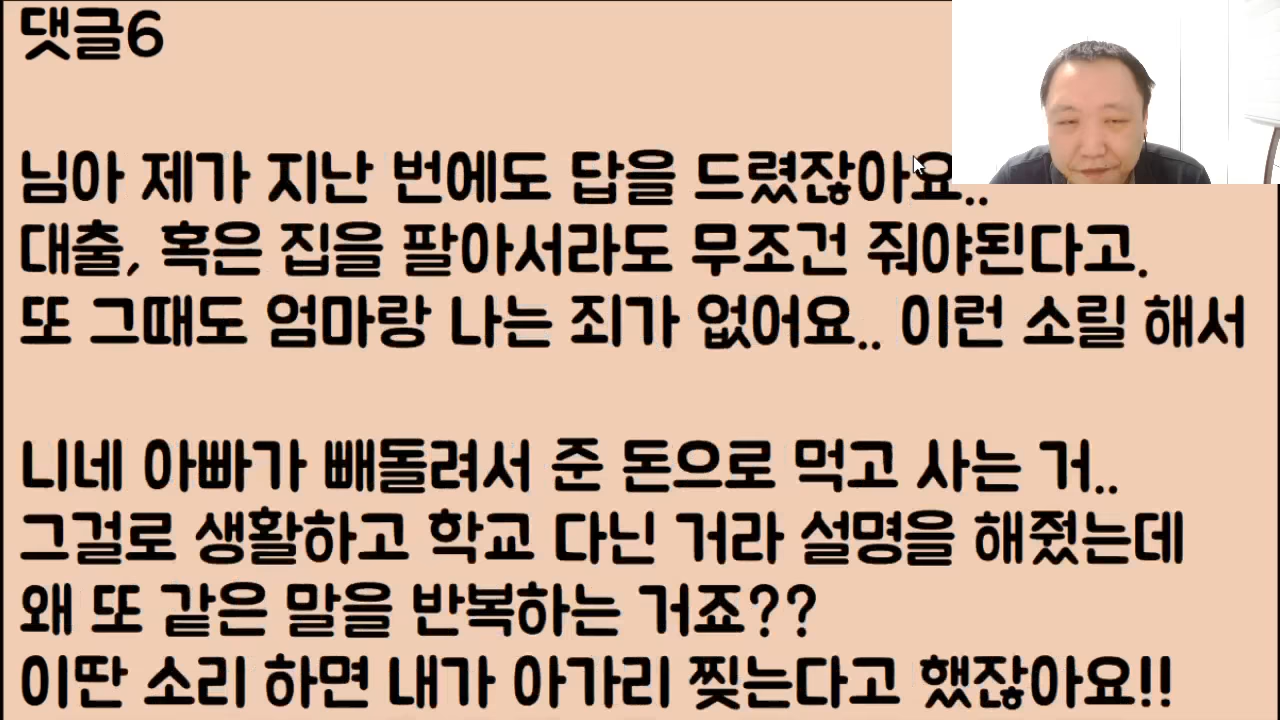 댓글6
님아 제가 지난 번에도 답을 드렸잖아요..
대출, 혹은 집을 팔아서라도 무조건 줘야된다고.
또 그때도 엄마랑 나는 죄가 없어요.. 이런 소릴 해서
니네 아빠가 빼돌려서 준 돈으로 먹고 사는 거..
그걸로 생활하고 학교 다닌 거라 설명을 해줬는데
왜 또 같은 말을 반복하는 거죠??
이딴 소리 하면 내가 아가리 찢는다고 했잖아요!!